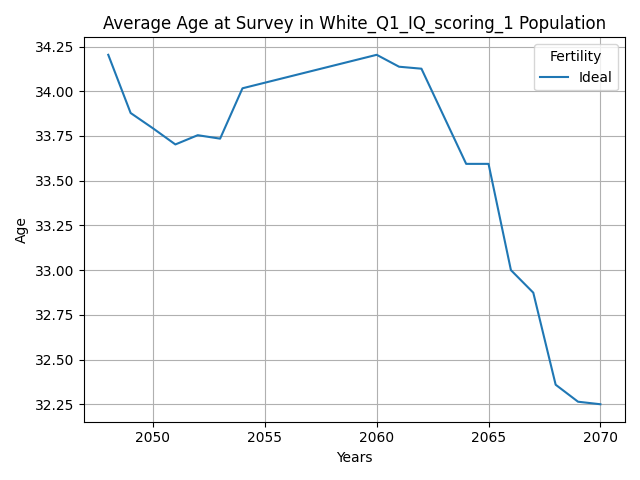 Average Age at Survey in White_Q1_IQ_scoring_1 Population
Fertility
Ideal
34.25
34.00
33.75
33.50
33.25
33.00
32.75
32.50
32.25
Age
2050 2055 2060 2065 2070
Years